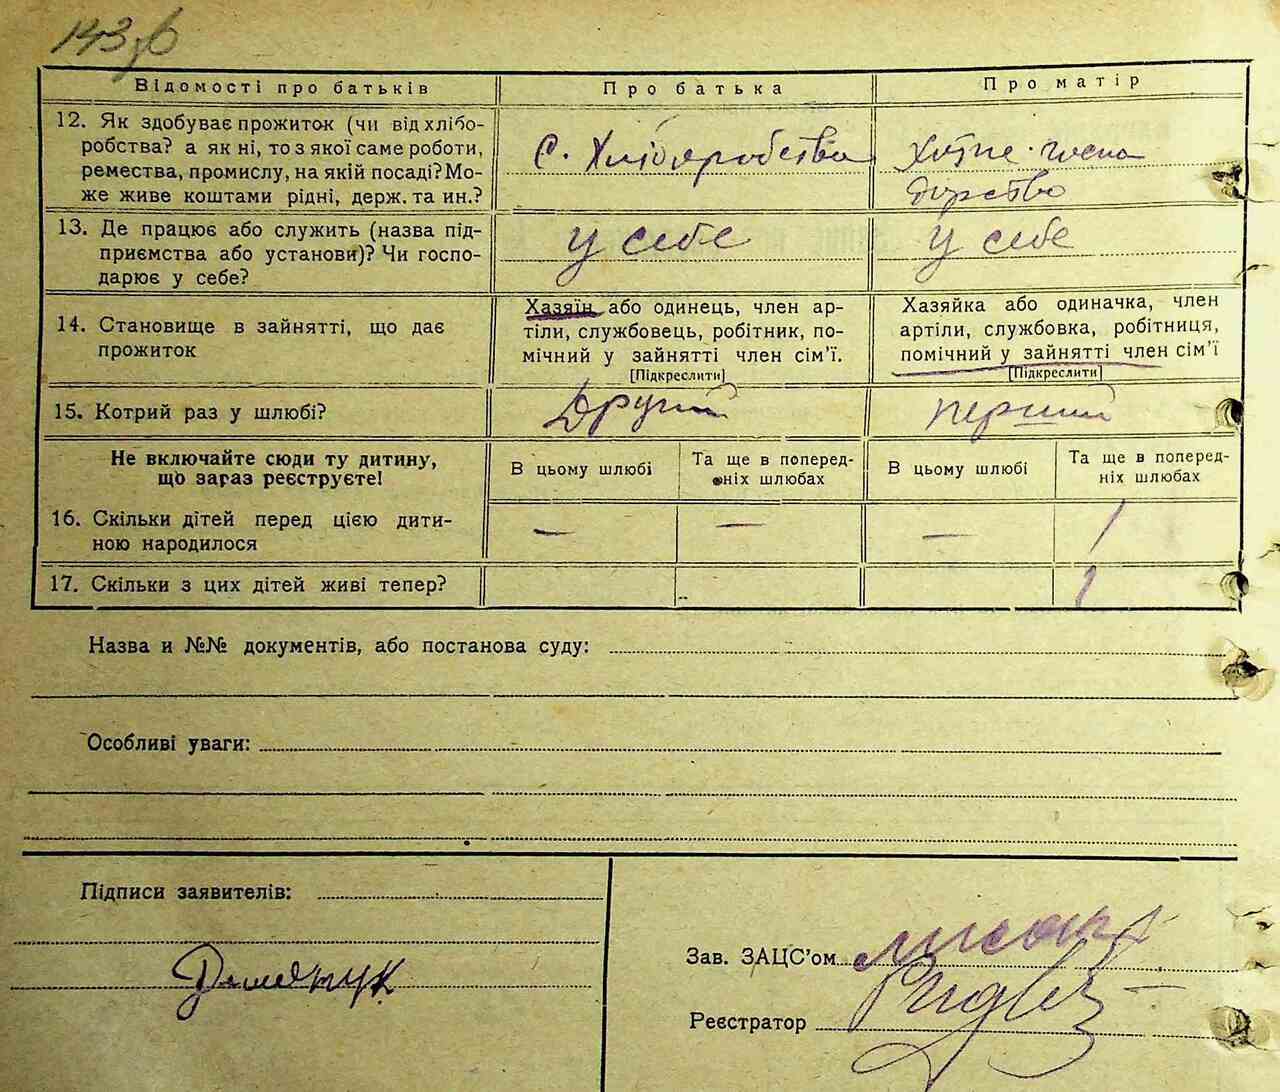 Відомості про батьків Про батька Про матір
12. Як здобуває прожиток (чи від хлібо-
робства? а як ні, то з якої саме роботи,
ремества, промислу, на якій посаді? Мо-
же живе коштами рідні, держ. та ин.?
С. Хліборобства
Хатне госпо
дарство
13. Де працює або служить (назва під-
приємства або установи)? Чи госпо-
дарює у себе?
у себе
у себе
14. Становище в зайнятті, що дає
прожиток
Хазяїн або одинець, член ар-
тіли, службовець, робітник, по-
мічний у зайнятті член сім’ї.
[Підкреслити]
Хазяйка або одиначка, член
артіли, службовка, робітниця,
помічний у зайнятті член сім’ї
[Підкреслити]
15. Котрий раз у шлюбі?
Другий
перший
Не включайте сюди ту дитину,
що зараз реєструєте!
В цьому шлюбі
Та ще в поперед-
ніх шлюбах
В цьому шлюбі
Та ще в поперед-
ніх шлюбах
16. Скільки дітей перед цією дити-
ною народилося
— — — 1
17. Скільки з цих дітей живі тепер?
1
Назва и №№ документів, або постанова суду:
Особливі уваги:
Підписи заявителів:
Зав. ЗАЦС’ом
Реєстратор